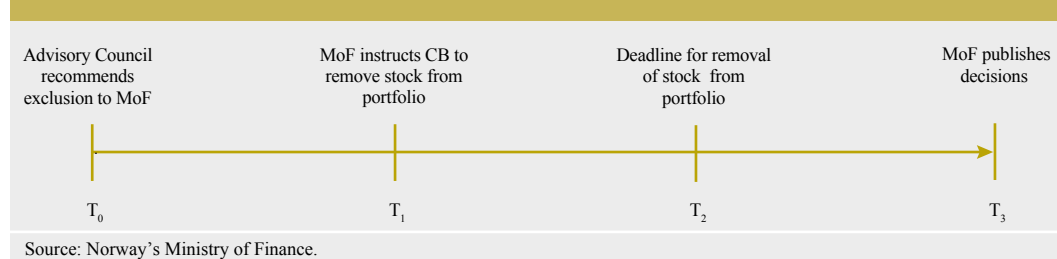 Advisory Council
recommends
exclusion to MoF
MoF instructs CB to
remove stock from
portfolio
Deadline for removal
of stock from
portfolio
MoF publishes
decisions
T0
T1
T2
T3
Source: Norway's Ministry of Finance.